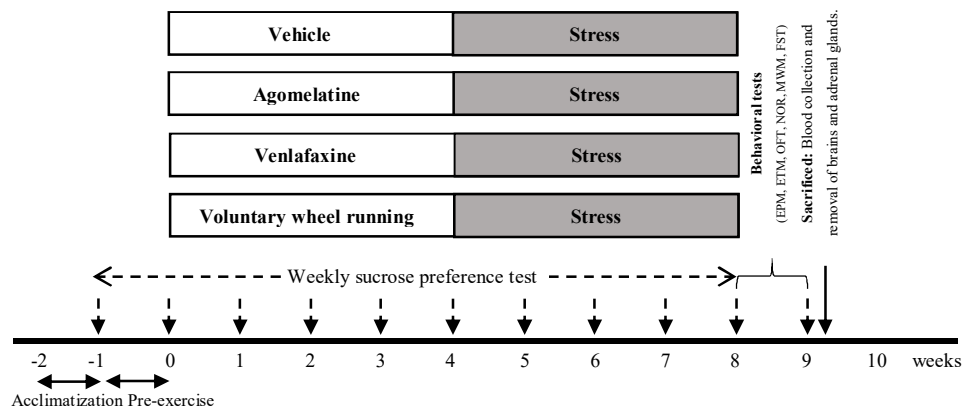 Vehicle
Stress
Agomelatine
Stress
Venlafaxine
Stress
Voluntary wheel running
Stress
Behavioral tests
(EPM, ETM, OFT, NOR, MWM, FST)
Sacrificed: Blood collection and
removal of brains and adrenal glands.
Weekly sucrose preference test
-2 -1 0 1 2 3 4 5 6 7 8 9 10 weeks
Acclimatization Pre-exercise